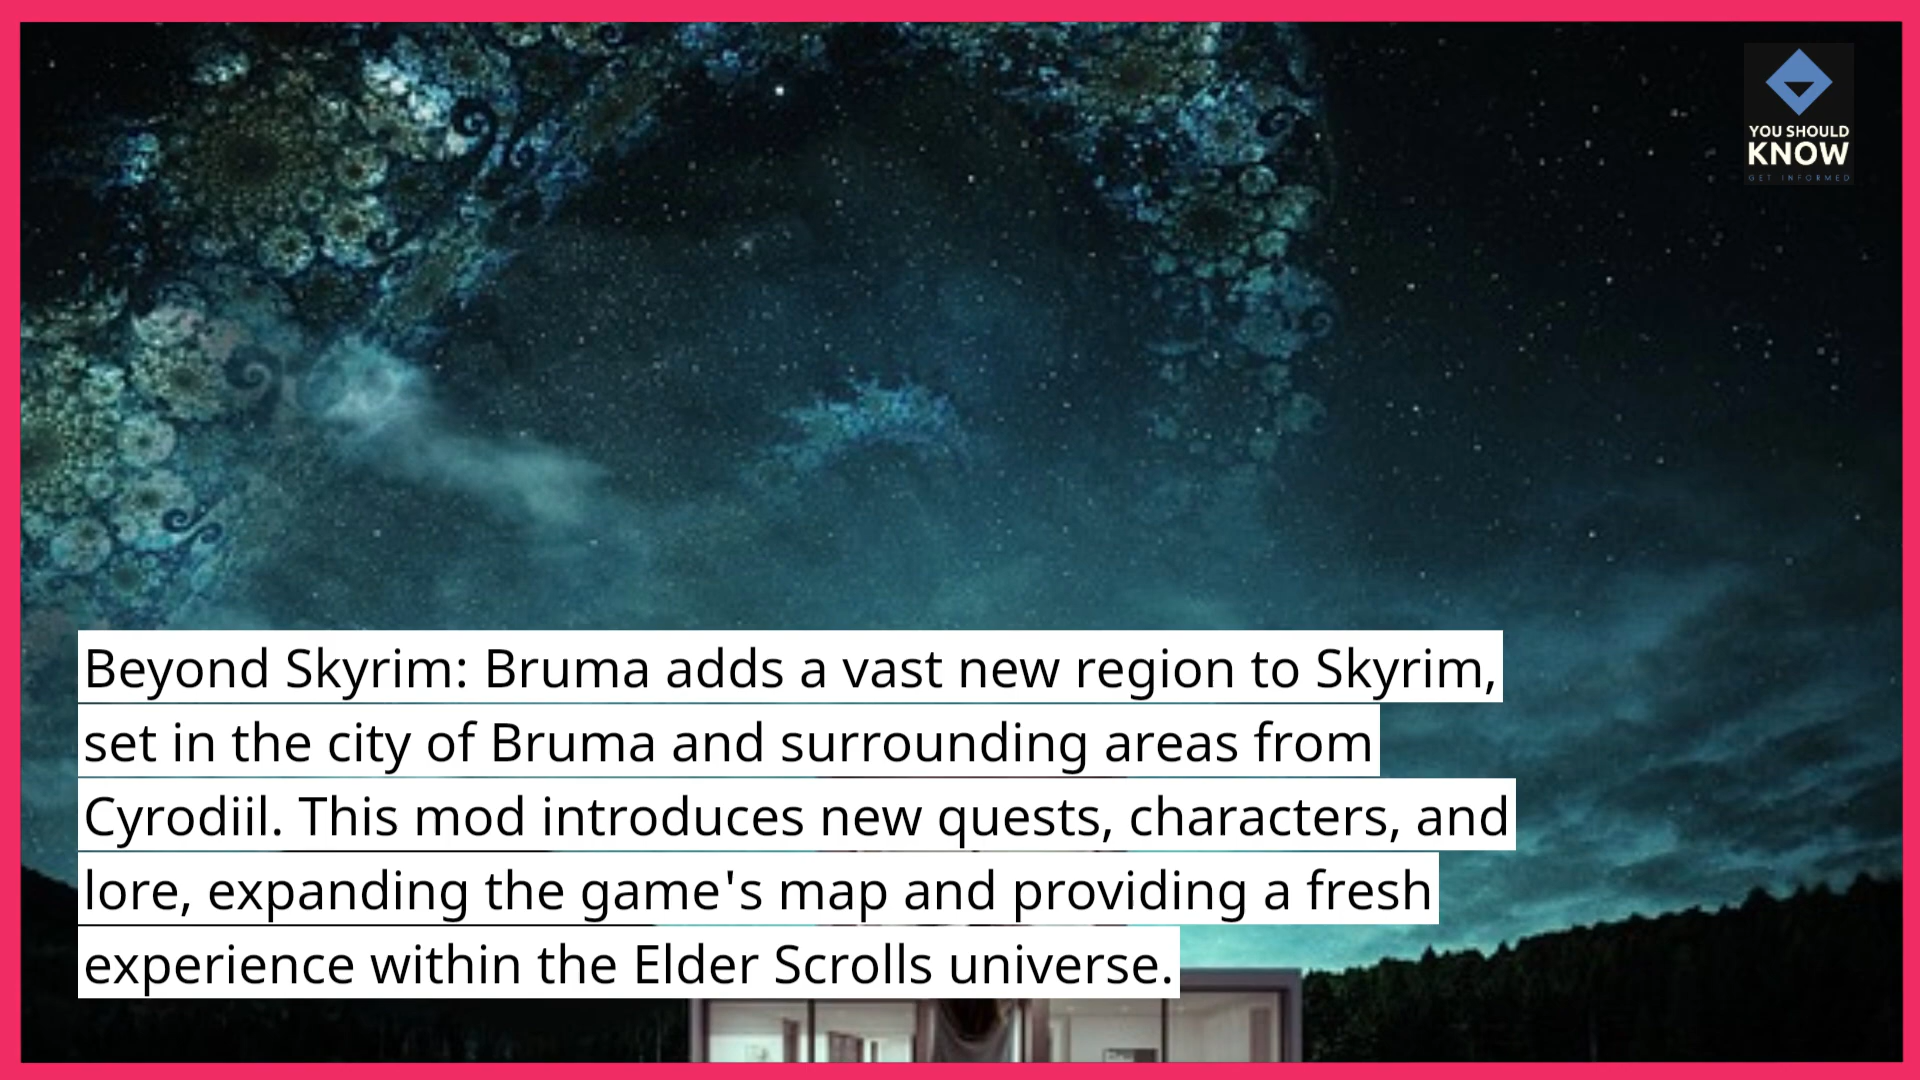 YOU SHOULD
KNOW
GET INFORMED
Beyond Skyrim: Bruma adds a vast new region to Skyrim,
set in the city of Bruma and surrounding areas from
Cyrodiil. This mod introduces new quests, characters, and
lore, expanding the game's map and providing a fresh
experience within the Elder Scrolls universe.